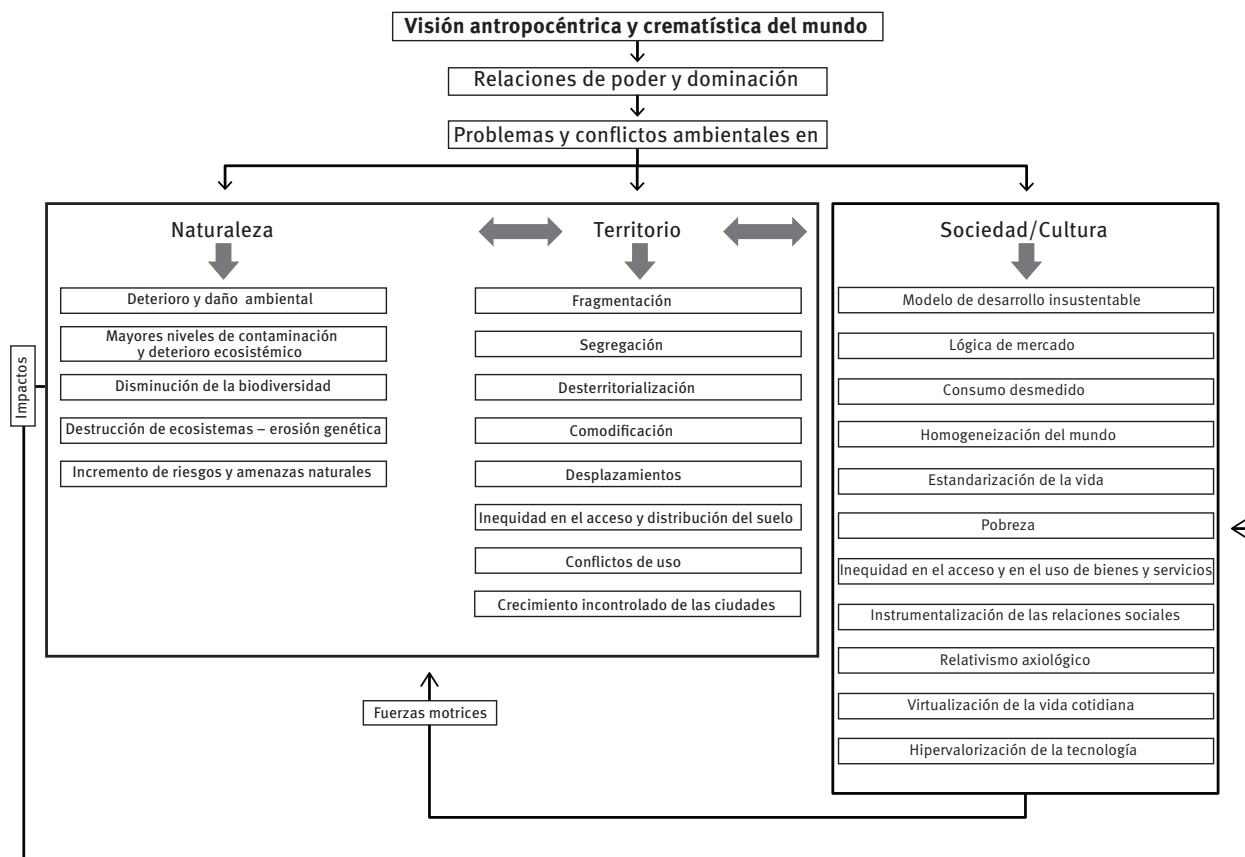 Visión antropocéntrica y crematística del mundo
Relaciones de poder y dominación
Problemas y conflictos ambientales en
Naturaleza
Deterioro y daño ambiental
Mayores niveles de contaminación
y deterioro ecosistémico
Disminución de la biodiversidad
Destrucción de ecosistemas – erosión genética
Incremento de riesgos y amenazas naturales
Territorio
Fragmentación
Segregación
Desterritorialización
Comodificación
Desplazamientos
Inequidad en el acceso y distribución del suelo
Conflictos de uso
Crecimiento incontrolado de las ciudades
Sociedad/Cultura
Modelo de desarrollo insustentable
Lógica de mercado
Consumo desmedido
Homogeneización del mundo
Estandarización de la vida
Pobreza
Inequidad en el acceso y en el uso de bienes y servicios
Instrumentalización de las relaciones sociales
Relativismo axiológico
Virtualización de la vida cotidiana
Hipervalorización de la tecnología
Impactos
Fuerzas motrices